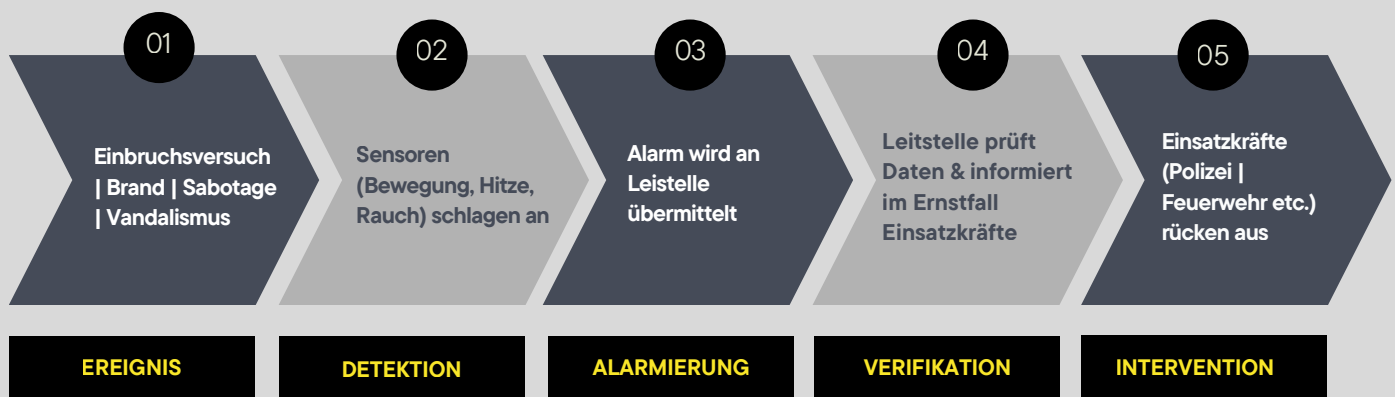 01
Einbruchsversuch
| Brand | Sabotage
| Vandalismus
EREIGNIS
02
Sensoren
(Bewegung, Hitze,
Rauch) schlagen an
DETEKTION
03
Alarm wird an
Leistelle
übermittelt
ALARMIERUNG
04
Leitstelle prüft
Daten & informiert
im Ernstfall
Einsatzkräfte
VERIFIKATION
05
Einsatzkräfte
(Polizei |
Feuerwehr etc.)
rücken aus
INTERVENTION